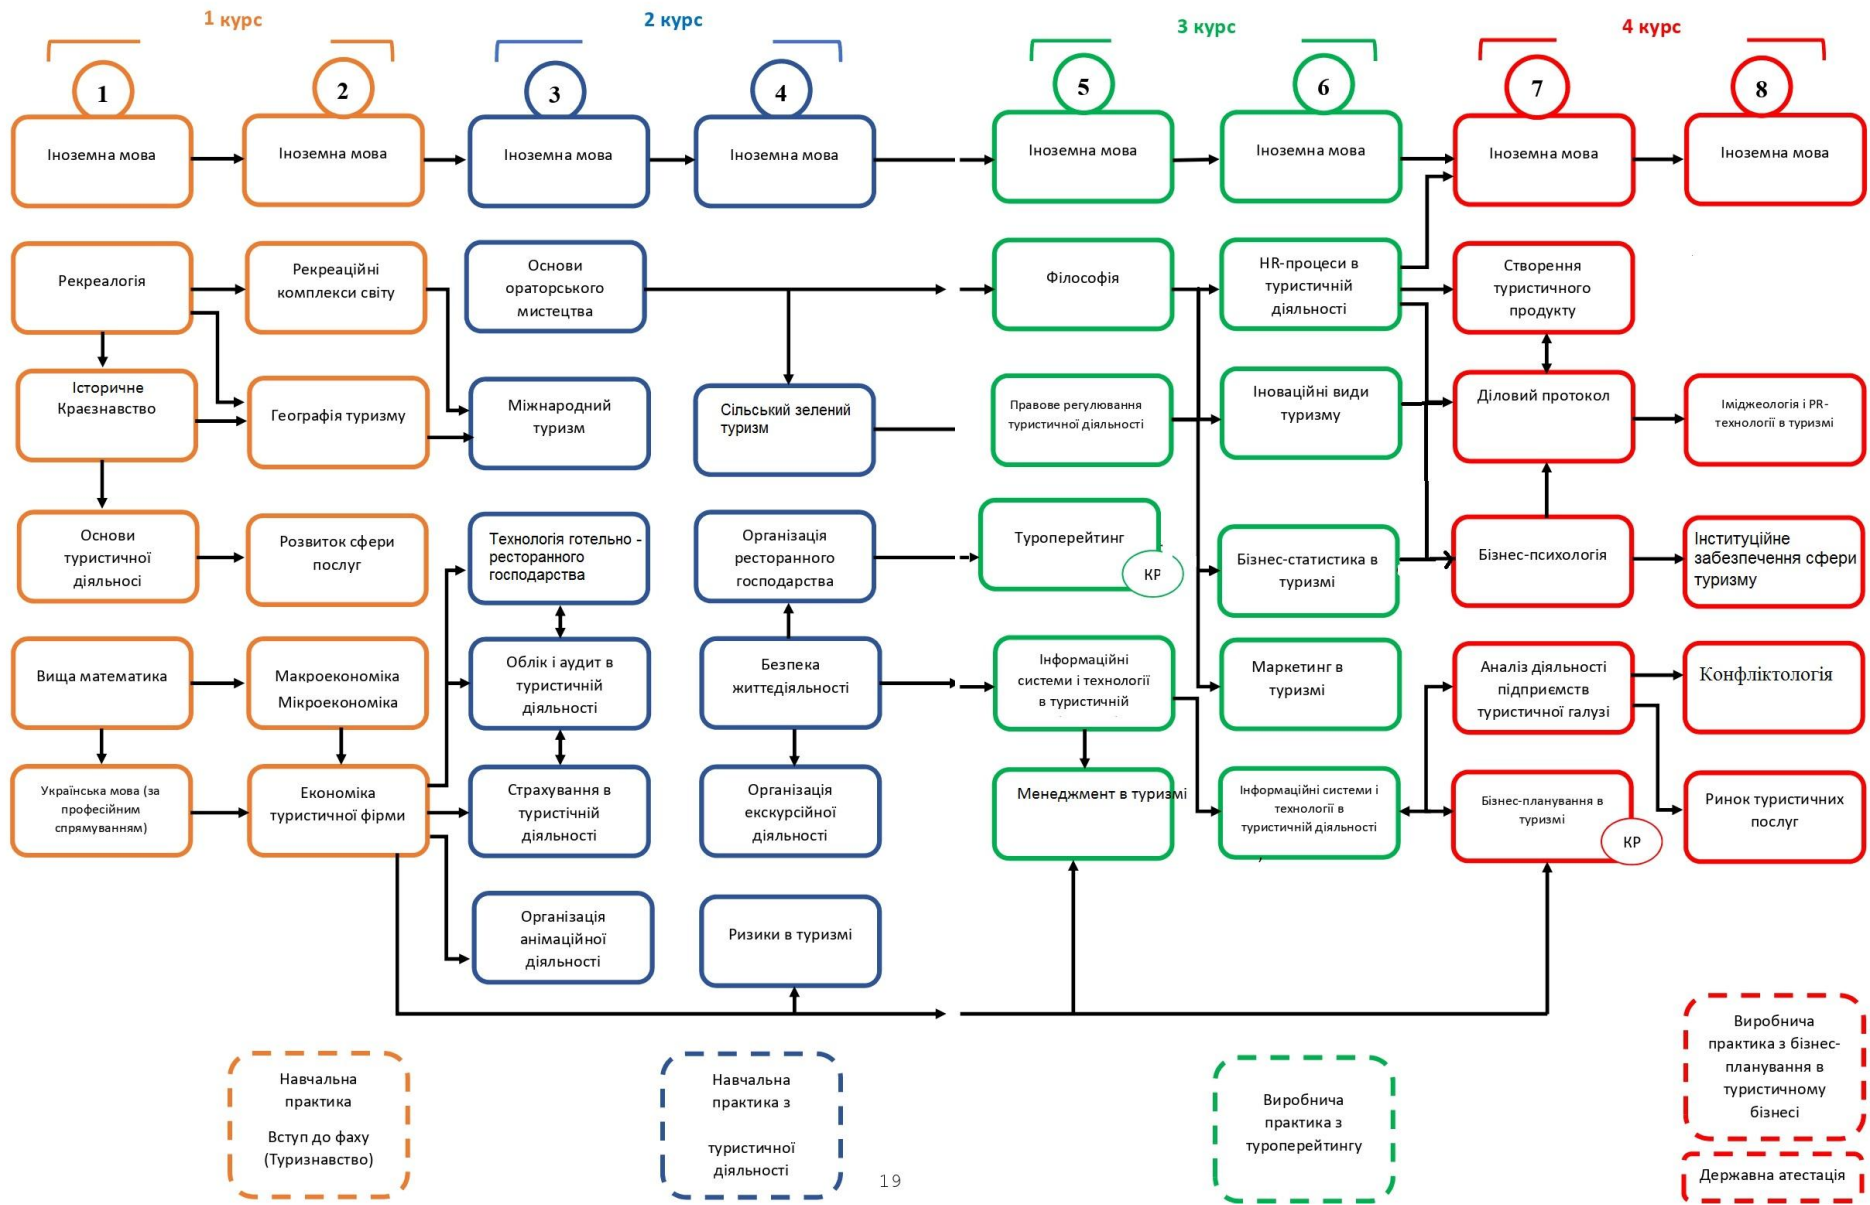 1 курс
2 курс
3 курс
4 курс
1
2
3
4
5
6
7
8
Іноземна мова
Іноземна мова
Іноземна мова
Іноземна мова
Іноземна мова
Іноземна мова
Іноземна мова
Іноземна мова
Рекреалогія
Рекреаційні
комплекси світу
Основи
ораторського
мистецтва
Філософія
HR-процеси в
туристичній
діяльності
Створення
туристичного
продукту
Історичне
Краєзнавство
Географія туризму
Міжнародний
туризм
Сільський зелений
туризм
Правове регулювання
туристичної діяльності
Іноваційні види
туризму
Діловий протокол
Іміджеологія і PR-
технології в туризмі
Основи
туристичної
діяльносі
Розвиток сфери
послуг
Технологія готельно -
ресторанного
господарства
Організація
ресторанного
господарства
Туроперейтинг
КР
Бізнес-статистика в
туризмі
Бізнес-психологія
Інституційне
забезпечення сфери
туризму
Вища математика
Макроекономіка
Мікроекономіка
Облік і аудит в
туристичній
діяльності
Безпека
життєдіяльності
Інформаційні
системи і технології
в туристичній
Маркетинг в
туризмі
Аналіз діяльності
підприємств
туристичної галузі
Конфліктологія
Українська мова (за
професійним
спрямуванням)
Економіка
туристичної фірми
Страхування в
туристічній
діяльності
Організація
екскурсійної
діяльності
Менеджмент в туризмі
Інформаційні системи і
технології в
туристичній діяльності
Бізнес-планування в
туризмі
КР
Ринок туристичних
послуг
Організація
анімаційної
діяльності
Ризики в туризмі
Навчальна
практика
Вступ до фаху
(Туризнавство)
Навчальна
практика з
туристичної
діяльності
19
Виробнича
практика з
туроперейтингу
Виробнича
практика з бізнес-
планування в
туристичному
бізнесі
Державна атестація